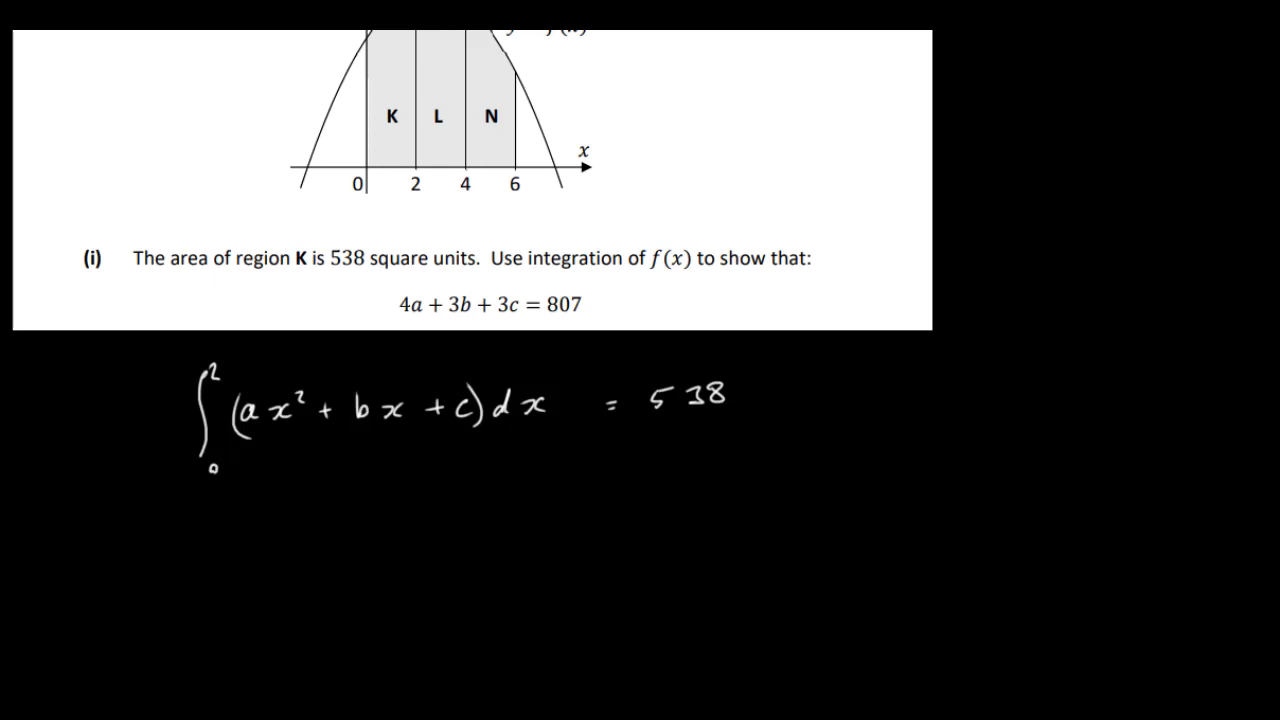 K L N
x
0 2 4 6
(i) The area of region K is 538 square units. Use integration of f(x) to show that:
4a + 3b + 3c = 807
∫₀² (ax² + bx + c) dx = 538